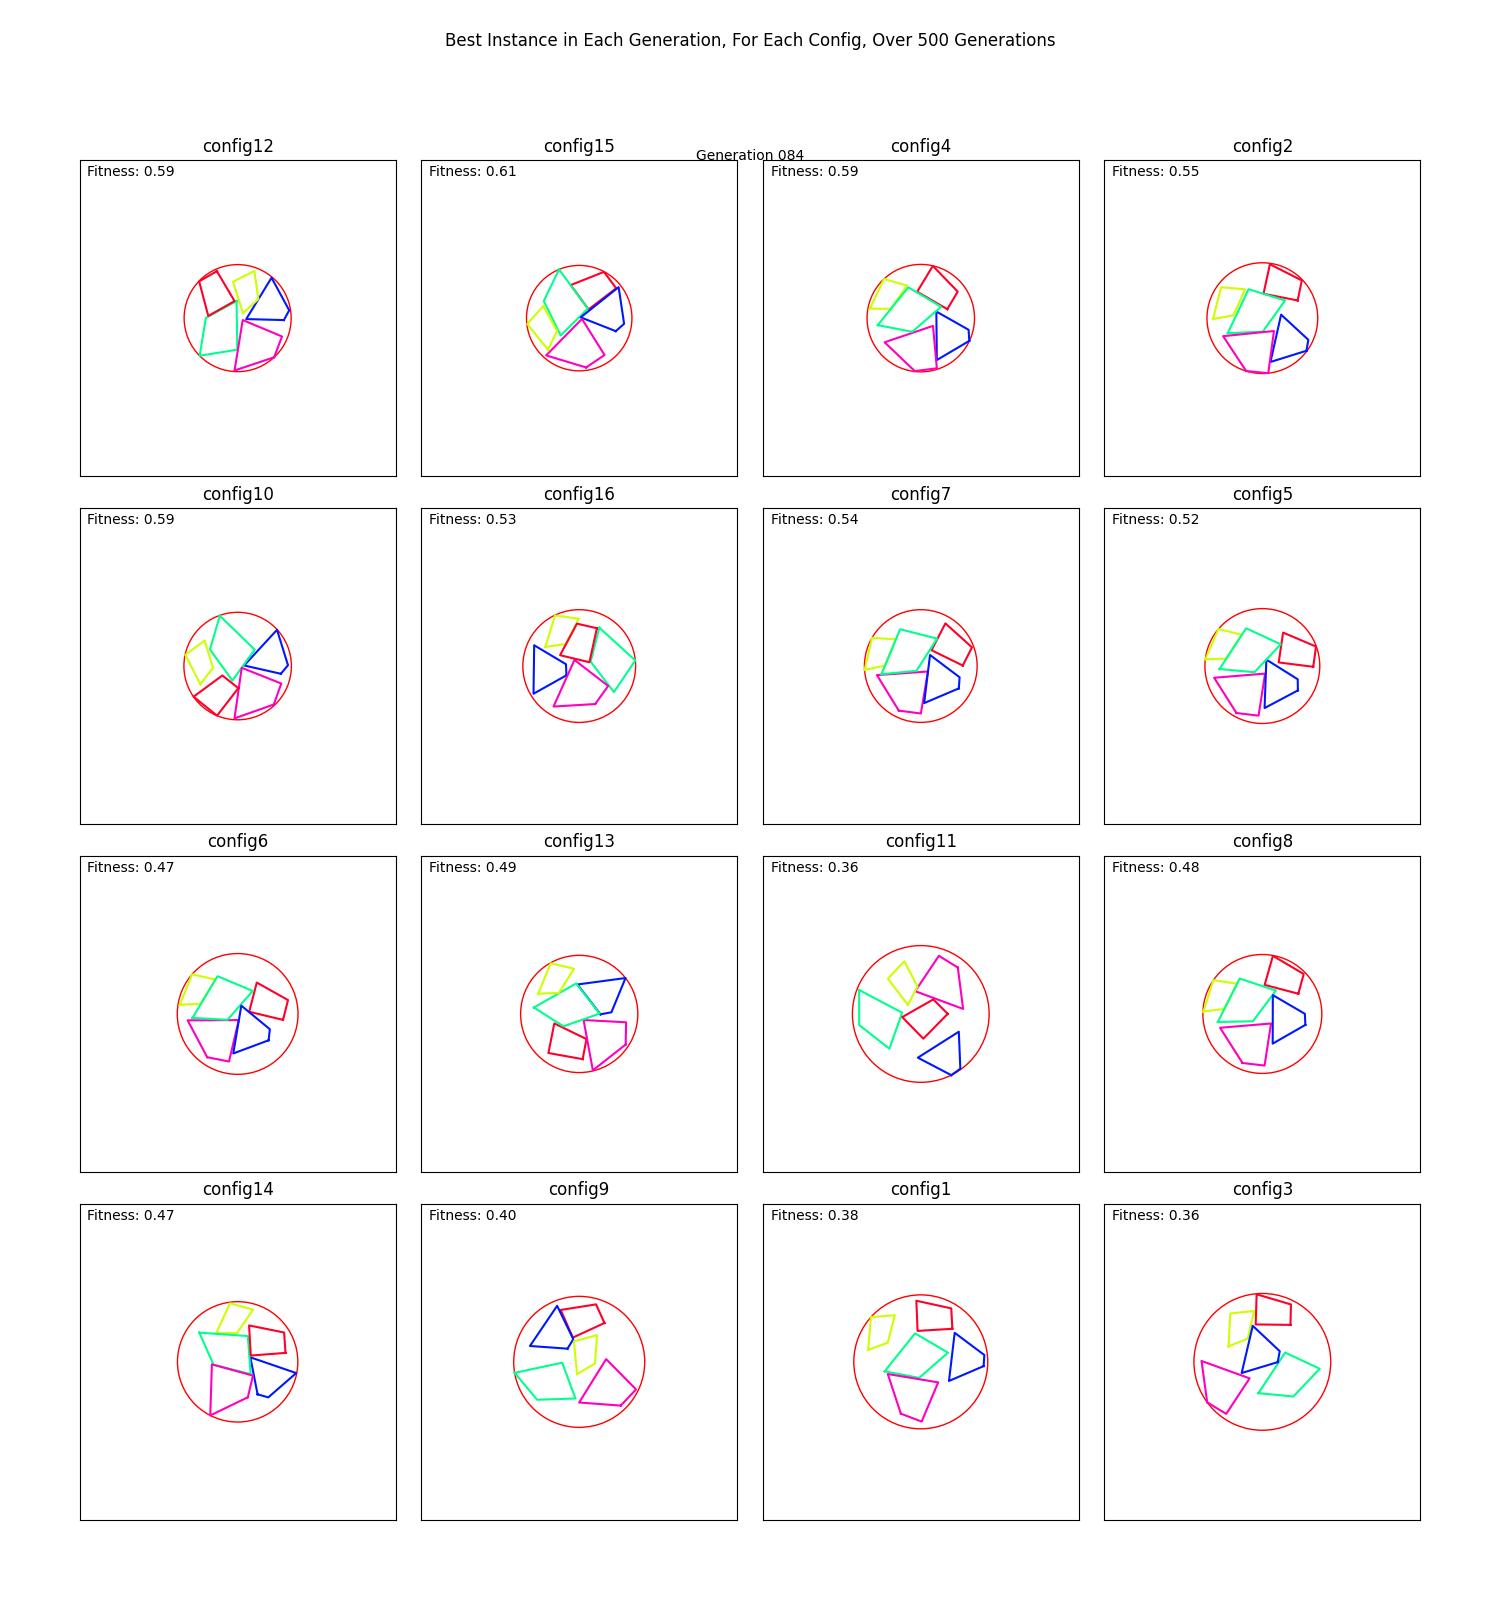 Best Instance in Each Generation, For Each Config, Over 500 Generations
Generation 084
config12
Fitness: 0.59
config15
Fitness: 0.61
config4
Fitness: 0.59
config2
Fitness: 0.55
config10
Fitness: 0.59
config16
Fitness: 0.53
config7
Fitness: 0.54
config5
Fitness: 0.52
config6
Fitness: 0.47
config13
Fitness: 0.49
config11
Fitness: 0.36
config8
Fitness: 0.48
config14
Fitness: 0.47
config9
Fitness: 0.40
config1
Fitness: 0.38
config3
Fitness: 0.36